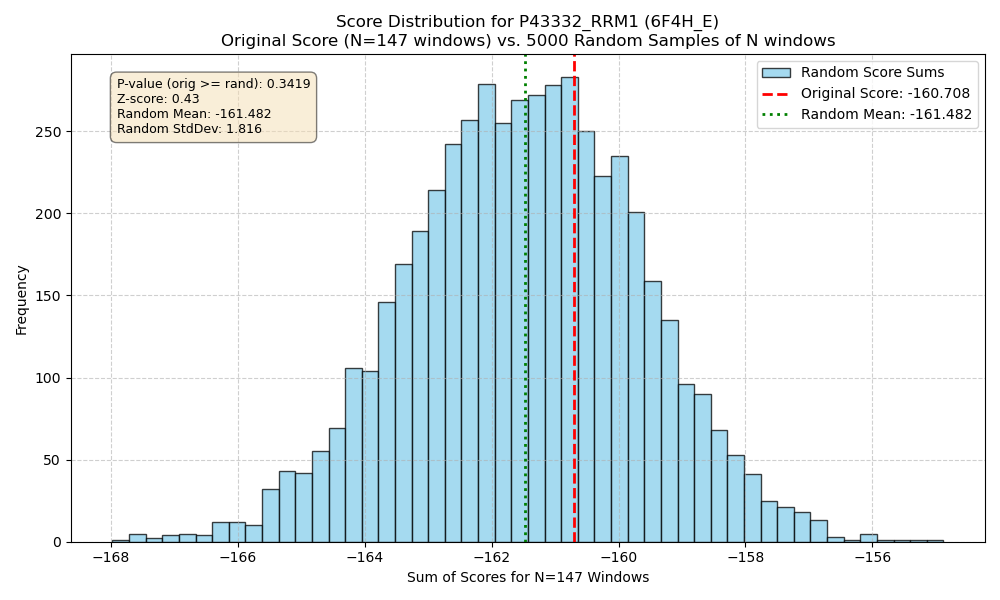 Score Distribution for P43332_RRM1 (6F4H_E)
Original Score (N=147 windows) vs. 5000 Random Samples of N windows
P-value (orig >= rand): 0.3419
Z-score: 0.43
Random Mean: -161.482
Random StdDev: 1.816
Random Score Sums
Original Score: -160.708
Random Mean: -161.482
Frequency
250
200
150
100
50
0
−168 −166 −164 −162 −160 −158 −156
Sum of Scores for N=147 Windows